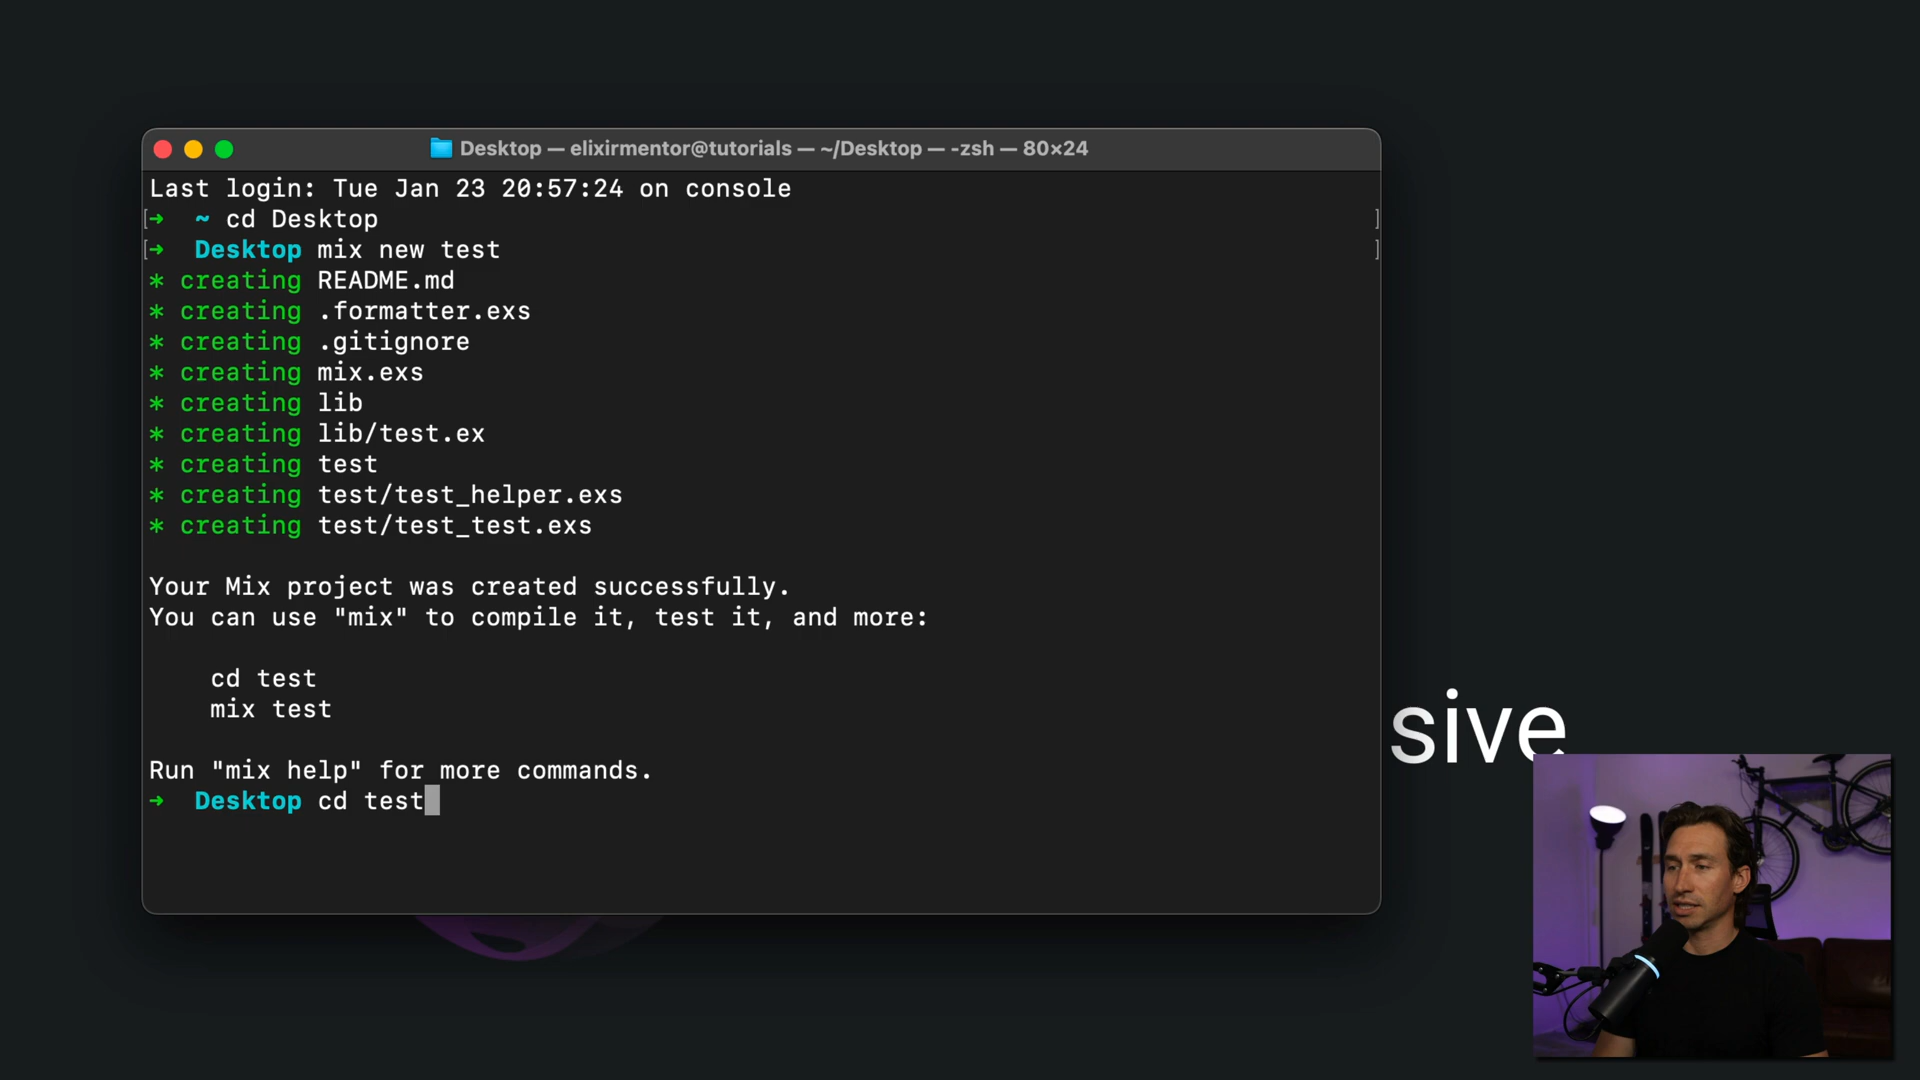 Desktop — elixirmentor@tutorials — ~/Desktop — -zsh — 80×24
Last login: Tue Jan 23 20:57:24 on console
[➜  ~ cd Desktop ]
[➜  Desktop mix new test ]
* creating README.md
* creating .formatter.exs
* creating .gitignore
* creating mix.exs
* creating lib
* creating lib/test.ex
* creating test
* creating test/test_helper.exs
* creating test/test_test.exs
Your Mix project was created successfully.
You can use "mix" to compile it, test it, and more:
cd test
mix test
Run "mix help" for more commands.
➜  Desktop cd test
sive